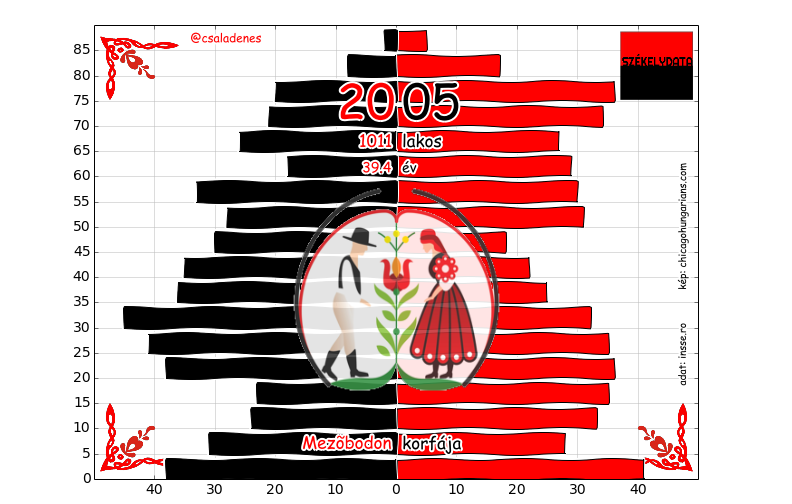 @csaladenes
SZÉKELYDATA
2005
1011 lakos
39.4 év
Mezőbodon korfája
kép: chicagohungarians.com
adat: insse.ro
85
80
75
70
65
60
55
50
45
40
35
30
25
20
15
10
5
0
40 30 20 10 0 10 20 30 40